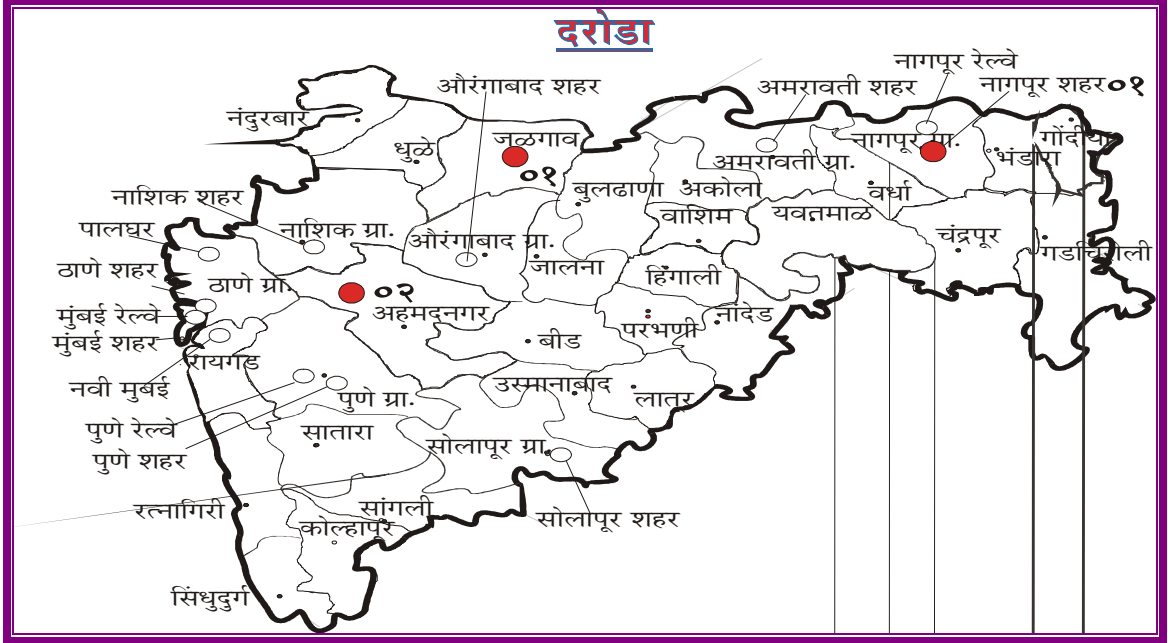 दरोडा
नागपूर रेल्वे
औरंगाबाद शहर
अमरावती शहर
नागपूर शहर०१
नंदुरबार
धुळे
जळगाव
०१
नागपूर ग्रा.
गोंदीया
भंडारा
अमरावती ग्रा.
बुलढाणा
अकोला
वर्धा
नाशिक शहर
वाशिम
यवतमाळ
पालघर
नाशिक ग्रा.
औरंगाबाद ग्रा.
चंद्रपूर
गडचिरोली
ठाणे शहर
जालना
हिंगाली
ठाणे ग्रा.
०२
अहमदनगर
मुंबई रेल्वे
परभणी
नांदेड
मुंबई शहर
बीड
रायगड
नवी मुंबई
उस्मानाबाद
लातूर
पुणे ग्रा.
पुणे रेल्वे
सातारा
सोलापूर ग्रा.
पुणे शहर
रत्नागिरी
सांगली
सोलापूर शहर
कोल्हापूर
सिंधुदुर्ग